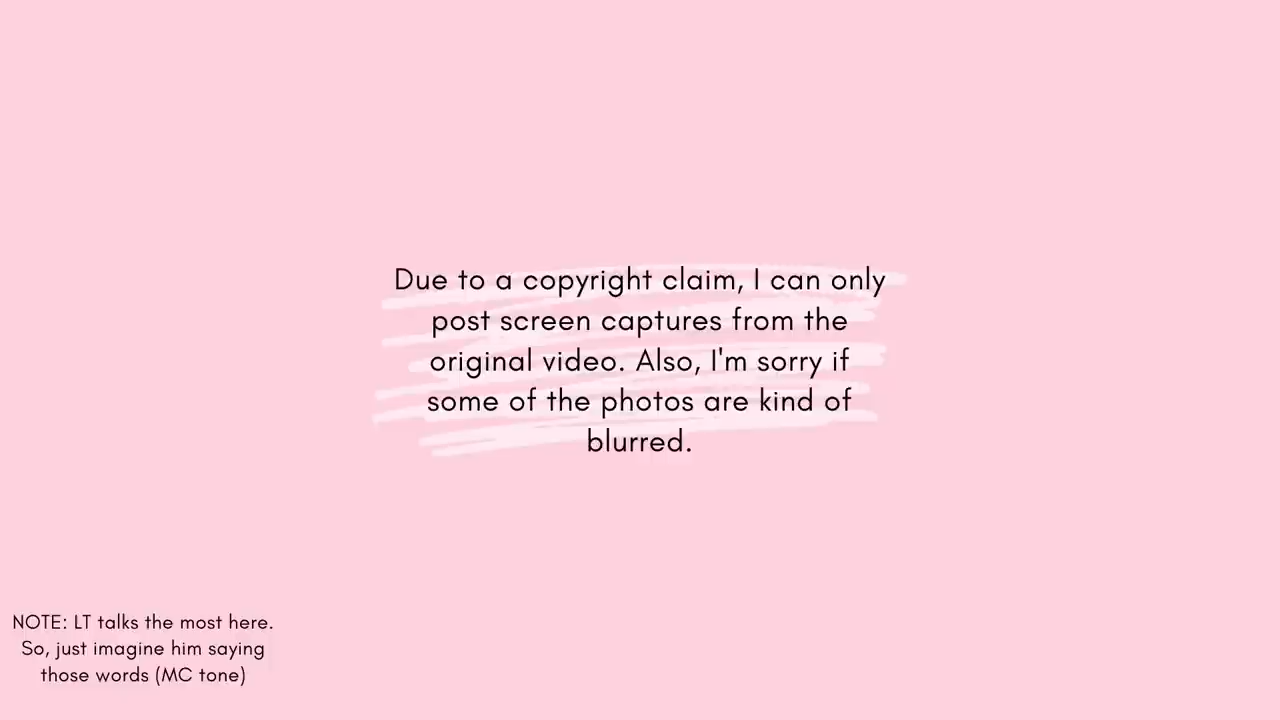 Due to a copyright claim, I can only
post screen captures from the
original video. Also, I'm sorry if
some of the photos are kind of
blurred.
NOTE: LT talks the most here.
So, just imagine him saying
those words (MC tone)